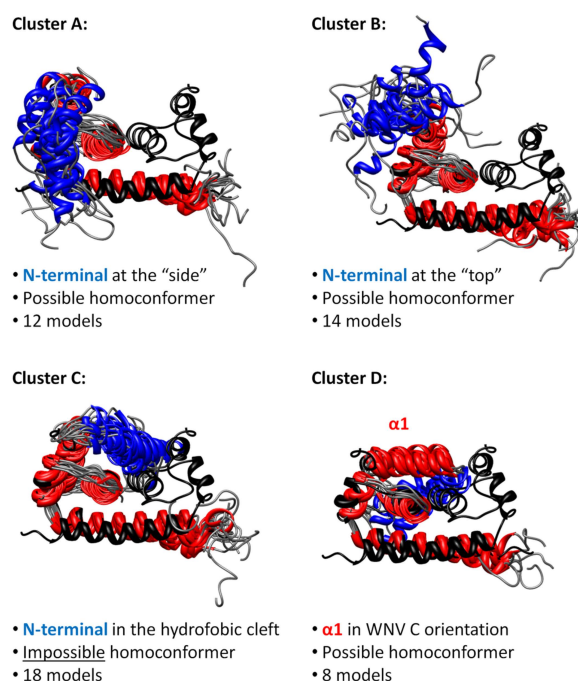 Cluster A:
• N-terminal at the “side”
• Possible homoconformer
• 12 models
Cluster B:
• N-terminal at the “top”
• Possible homoconformer
• 14 models
Cluster C:
• N-terminal in the hydrofobic cleft
• Impossible homoconformer
• 18 models
Cluster D:
α1
• α1 in WNV C orientation
• Possible homoconformer
• 8 models